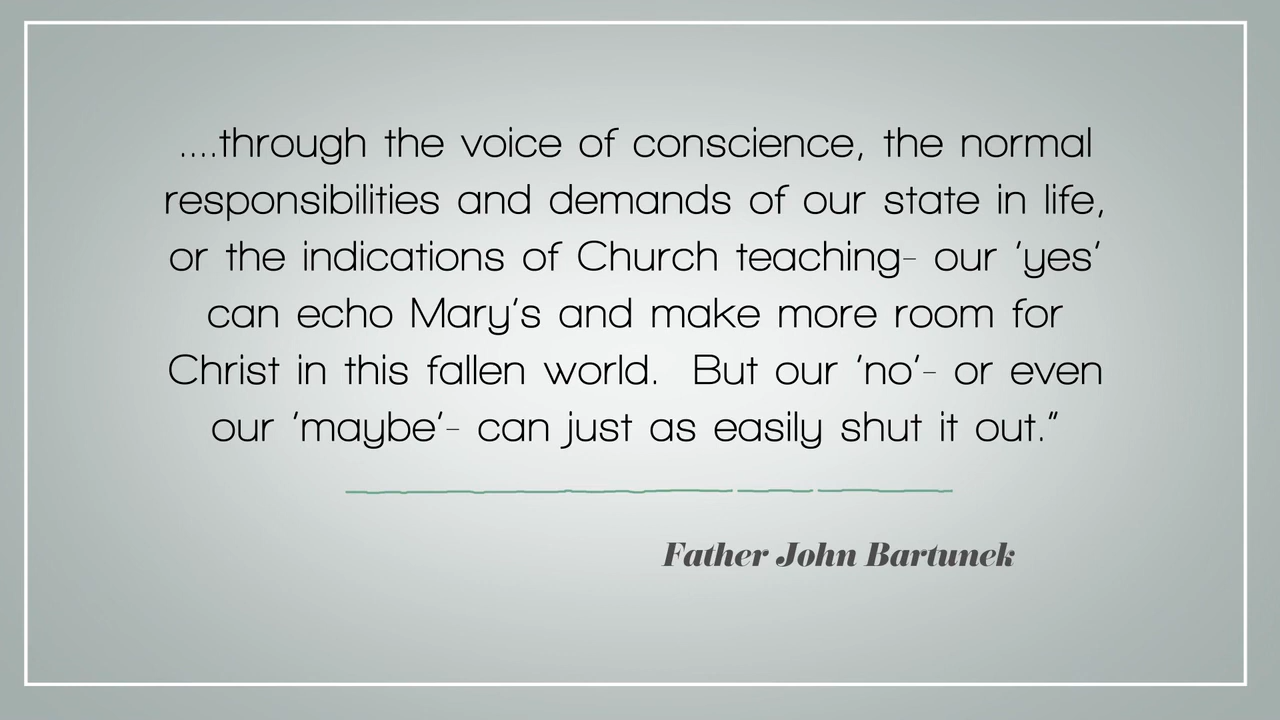 ....through the voice of conscience, the normal
responsibilities and demands of our state in life,
or the indications of Church teaching- our 'yes'
can echo Mary's and make more room for
Christ in this fallen world.  But our 'no'- or even
our 'maybe'- can just as easily shut it out."
Father John Bartunek